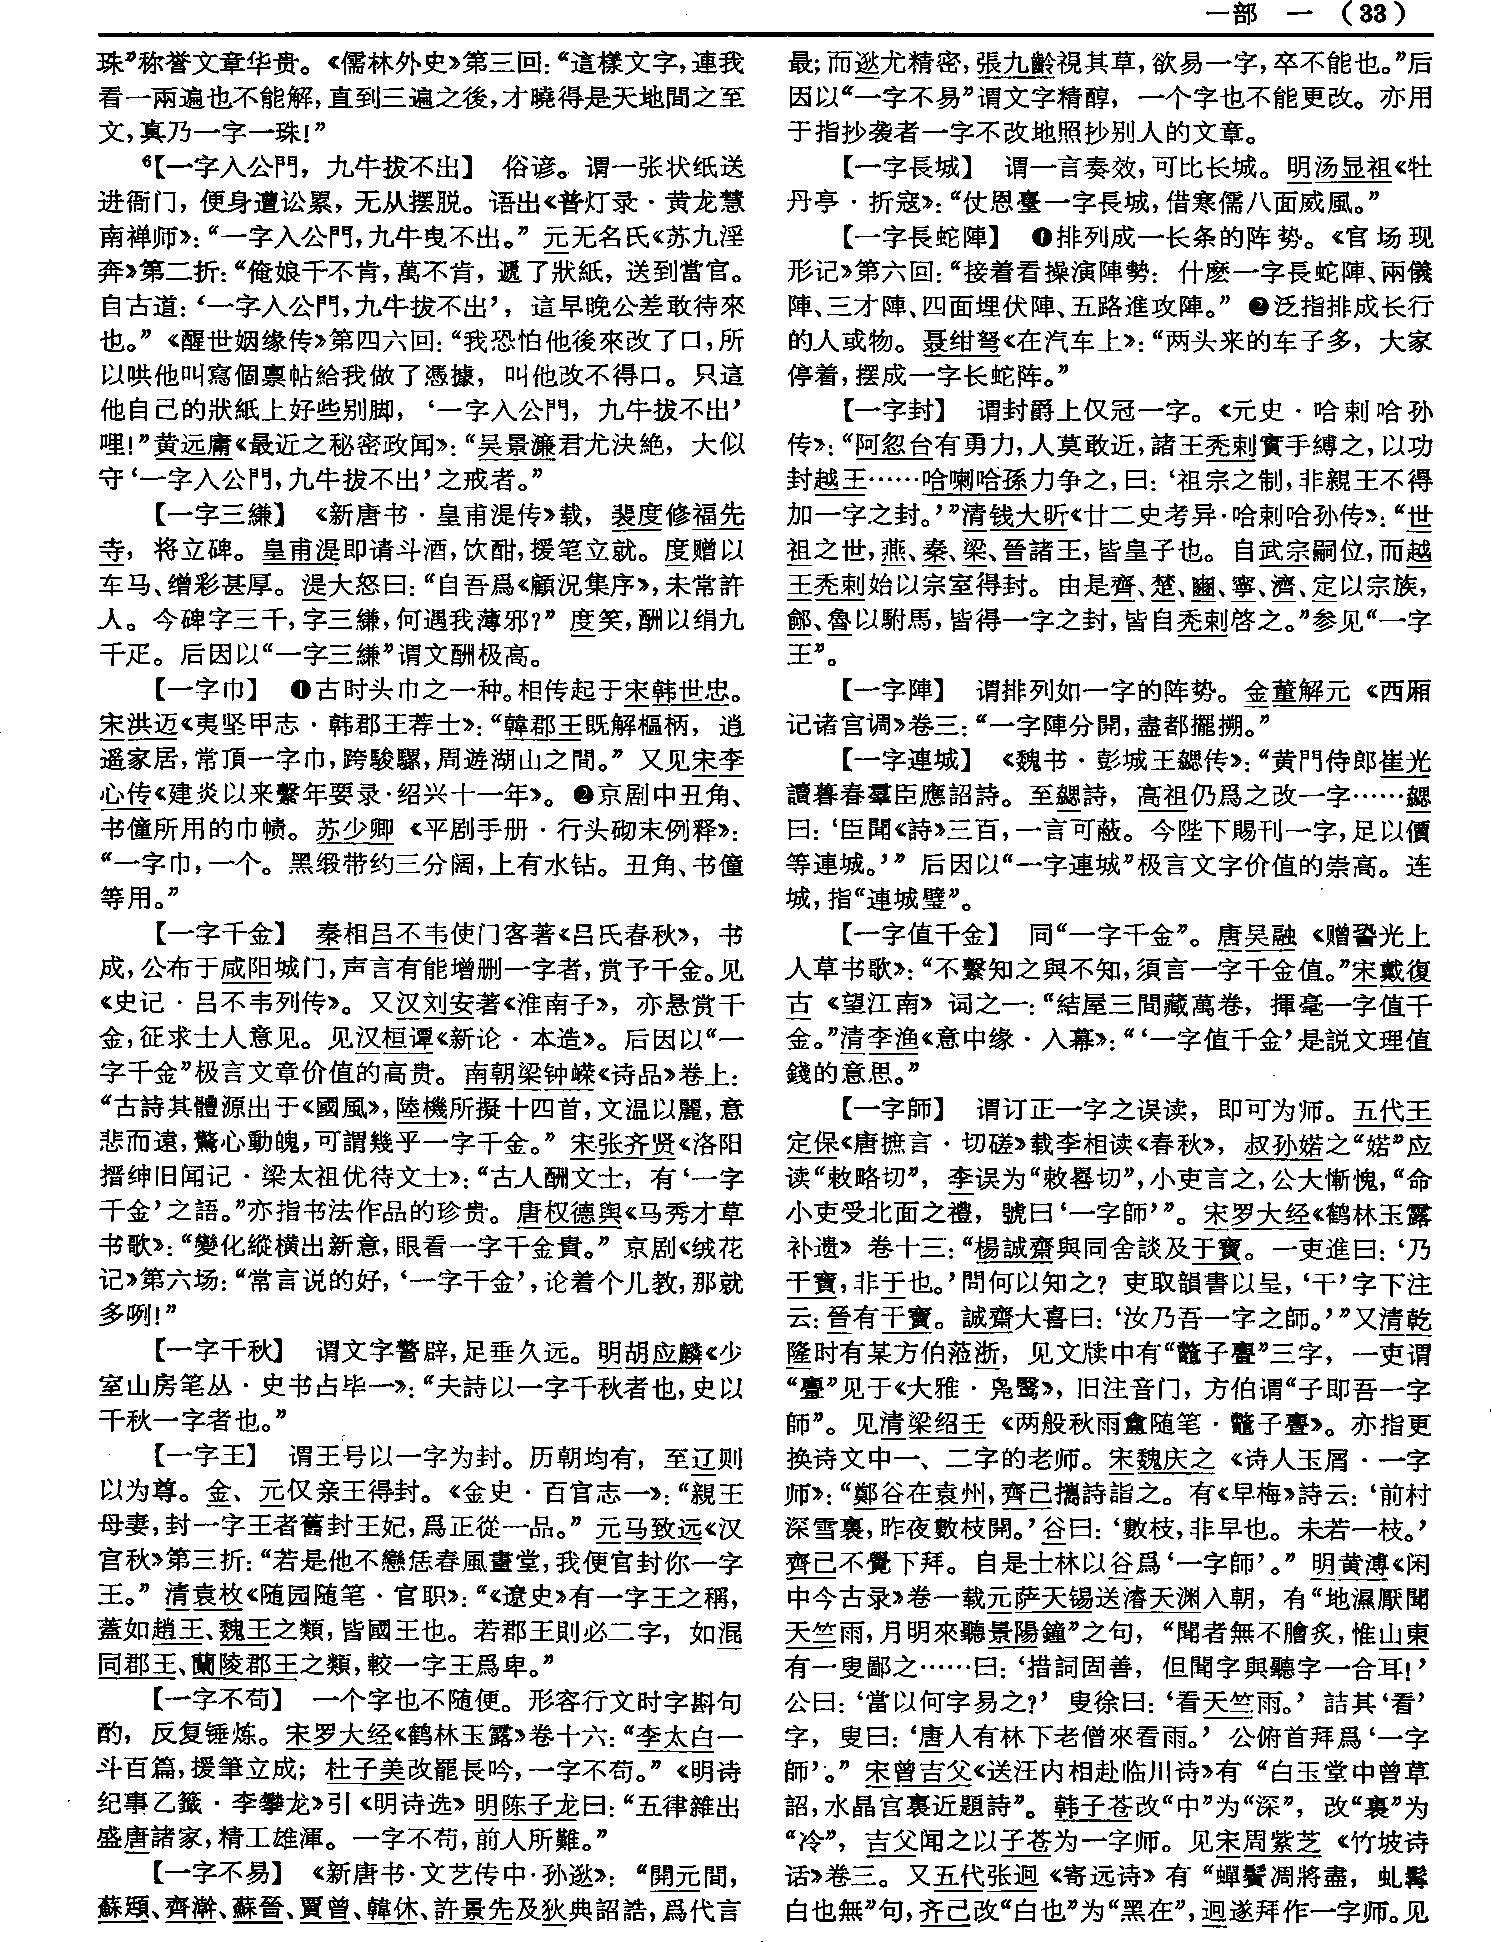 一部 一 （33）
珠”称誉文章华贵。《儒林外史》第三回：“這樣文字，連我
看一兩遍也不能解，直到三遍之後，才曉得是天地間之至
文，真乃一字一珠！”
⁶【一字入公門，九牛拔不出】 俗谚。谓一张状纸送
进衙门，便身遭讼累，无从摆脱。语出《普灯录·黄龙慧
南禅师》：“一字入公門，九牛曳不出。” 元无名氏《苏九淫
奔》第二折：“俺娘千不肯，萬不肯，遞了狀紙，送到當官。
自古道：‘一字入公門，九牛拔不出’，這早晚公差敢待來
也。” 《醒世姻缘传》第四六回：“我恐怕他後來改了口，所
以哄他叫寫個禀帖給我做了憑據，叫他改不得口。只這
他自己的狀紙上好些别脚，‘一字入公門，九牛拔不出’
哩！”黄远庸《最近之秘密政闻》：“吴景濂君尤決絶，大似
守‘一字入公門，九牛拔不出’之戒者。”
【一字三縑】 《新唐书·皇甫湜传》载，裴度修福先
寺，将立碑。皇甫湜即请斗酒，饮酣，援笔立就。度赠以
车马、缯彩甚厚。湜大怒曰：“自吾爲《顧況集序》，未常許
人。今碑字三千，字三縑，何遇我薄邪？” 度笑，酬以绢九
千疋。后因以“一字三縑”谓文酬极高。
【一字巾】 ❶古时头巾之一种。相传起于宋韩世忠。
宋洪迈《夷坚甲志·韩郡王荐士》：“韓郡王既解樞柄，逍
遥家居，常頂一字巾，跨駿騾，周遊湖山之間。” 又见宋李
心传《建炎以来繫年要录·绍兴十一年》。 ❷京剧中丑角、
书僮所用的巾帻。苏少卿《平剧手册·行头砌末例释》：
“一字巾，一个。黑缎带约三分阔，上有水钻。丑角、书僮
等用。”
【一字千金】 秦相吕不韦使门客著《吕氏春秋》，书
成，公布于咸阳城门，声言有能增删一字者，赏予千金。见
《史记·吕不韦列传》。又汉刘安著《淮南子》，亦悬赏千
金，征求士人意见。见汉桓谭《新论·本造》。后因以“一
字千金”极言文章价值的高贵。南朝梁钟嵘《诗品》卷上：
“古詩其體源出于《國風》，陸機所擬十四首，文温以麗，意
悲而遠，驚心動魄，可謂幾乎一字千金。” 宋张齐贤《洛阳
搢绅旧闻记·梁太祖优待文士》：“古人酬文士，有‘一字
千金’之語。”亦指书法作品的珍贵。唐权德舆《马秀才草
书歌》：“變化縱横出新意，眼看一字千金貴。” 京剧《绒花
记》第六场：“常言说的好，‘一字千金’，论着个儿教，那就
多咧！”
【一字千秋】 谓文字警辟，足垂久远。明胡应麟《少
室山房笔丛·史书占毕一》：“夫詩以一字千秋者也，史以
千秋一字者也。”
【一字王】 谓王号以一字为封。历朝均有，至辽则
以为尊。金、元仅亲王得封。《金史·百官志一》：“親王
母妻，封一字王者舊封王妃，爲正從一品。” 元马致远《汉
宫秋》第三折：“若是他不戀恁春風畫堂，我便官封你一字
王。” 清袁枚《随园随笔·官职》：“《遼史》有一字王之稱，
蓋如趙王、魏王之類，皆國王也。若郡王則必二字，如混
同郡王、蘭陵郡王之類，較一字王爲卑。”
【一字不苟】 一个字也不随便。形容行文时字斟句
酌，反复锤炼。宋罗大经《鹤林玉露》卷十六：“李太白一
斗百篇，援筆立成；杜子美改罷長吟，一字不苟。” 《明诗
纪事乙籤·李攀龙》引《明诗选》明陈子龙曰：“五律雜出
盛唐諸家，精工雄渾。一字不苟，前人所難。”
【一字不易】 《新唐书·文艺传中·孙逖》：“開元間，
蘇頲、齊澣、蘇晉、賈曾、韓休、許景先及狄典詔誥，爲代言
最；而逖尤精密，張九齡視其草，欲易一字，卒不能也。”后
因以“一字不易”谓文字精醇，一个字也不能更改。亦用
于指抄袭者一字不改地照抄别人的文章。
【一字長城】 谓一言奏效，可比长城。明汤显祖《牡
丹亭·折寇》：“仗恩臺一字長城，借寒儒八面威風。”
【一字長蛇陣】 ❶排列成一长条的阵势。《官场现
形记》第六回：“接着看操演陣勢：什麽一字長蛇陣、兩儀
陣、三才陣、四面埋伏陣、五路進攻陣。” ❷泛指排成长行
的人或物。聂绀弩《在汽车上》：“两头来的车子多，大家
停着，摆成一字长蛇阵。”
【一字封】 谓封爵上仅冠一字。《元史·哈剌哈孙
传》：“阿忽台有勇力，人莫敢近，諸王秃剌實手縛之，以功
封越王……哈喇哈孫力争之，曰：‘祖宗之制，非親王不得
加一字之封。’”清钱大昕《廿二史考异·哈剌哈孙传》：“世
祖之世，燕、秦、梁、晉諸王，皆皇子也。自武宗嗣位，而越
王秃剌始以宗室得封。由是齊、楚、豳、寧、濟、定以宗族，
鄃、魯以駙馬，皆得一字之封，皆自秃剌啓之。”参见“一字
王”。
【一字陣】 谓排列如一字的阵势。金董解元《西厢
记诸宫调》卷三：“一字陣分開，盡都擺搠。”
【一字連城】 《魏书·彭城王勰传》：“黄門侍郎崔光
讀暮春羣臣應詔詩。至勰詩，高祖仍爲之改一字……勰
曰：‘臣聞《詩》三百，一言可蔽。今陛下賜刊一字，足以價
等連城。’” 后因以“一字連城”极言文字价值的崇高。连
城，指“連城璧”。
【一字值千金】 同“一字千金”。唐吴融《赠䛒光上
人草书歌》：“不繫知之與不知，須言一字千金值。”宋戴復
古《望江南》词之一：“結屋三間藏萬卷，揮毫一字值千
金。”清李渔《意中缘·入幕》：“‘一字值千金’是説文理值
錢的意思。”
【一字師】 谓订正一字之误读，即可为师。五代王
定保《唐摭言·切磋》载李相读《春秋》，叔孙婼之“婼”应
读“敕略切”，李误为“敕晷切”，小吏言之，公大慚愧，“命
小吏受北面之禮，號曰‘一字師’”。宋罗大经《鹤林玉露
补遗》卷十三：“楊誠齋與同舍談及于寶。一吏進曰：‘乃
干寶，非于也。’問何以知之？吏取韻書以呈，‘干’字下注
云：晉有干寶。誠齋大喜曰：‘汝乃吾一字之師。’”又清乾
隆时有某方伯莅浙，见文牍中有“鼈子亹”三字，一吏谓
“亹”见于《大雅·凫鷖》，旧注音门，方伯谓“子即吾一字
師”。见清梁绍壬《两般秋雨盦随笔·鼈子亹》。亦指更
换诗文中一、二字的老师。宋魏庆之《诗人玉屑·一字
师》：“鄭谷在袁州，齊己攜詩詣之。有《早梅》詩云：‘前村
深雪裏，昨夜數枝開。’谷曰：‘數枝，非早也。未若一枝。’
齊己不覺下拜。自是士林以谷爲‘一字師’。” 明黄溥《闲
中今古录》卷一载元萨天锡送濬天渊入朝，有“地濕厭聞
天竺雨，月明來聽景陽鐘”之句，“聞者無不膾炙，惟山東
有一叟鄙之……曰：‘措詞固善，但聞字與聽字一合耳！’
公曰：‘當以何字易之？’ 叟徐曰：‘看天竺雨。’ 詰其‘看’
字，叟曰：‘唐人有林下老僧來看雨。’ 公俯首拜爲‘一字
師’。” 宋曾吉父《送汪内相赴临川诗》有“白玉堂中曾草
詔，水晶宫裏近題詩”。韩子苍改“中”为“深”，改“裏”为
“冷”，吉父闻之以子苍为一字师。见宋周紫芝《竹坡诗
话》卷三。又五代张迥《寄远诗》有“蟬鬢凋將盡，虬髯
白也無”句，齐己改“白也”为“黑在”，迥遂拜作一字师。见